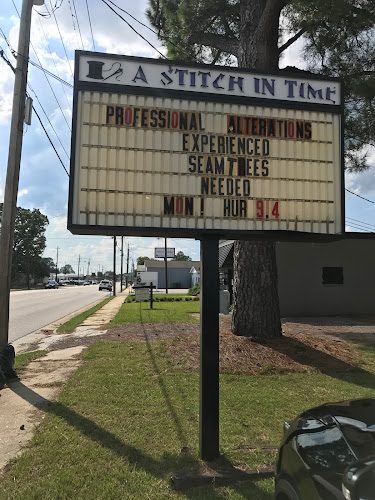 A STITCH IN TIME
PROFESSIONAL ALTERATIONS
EXPERIENCED
SEAMT EES
NEEDED
MON ! HUR 9.4